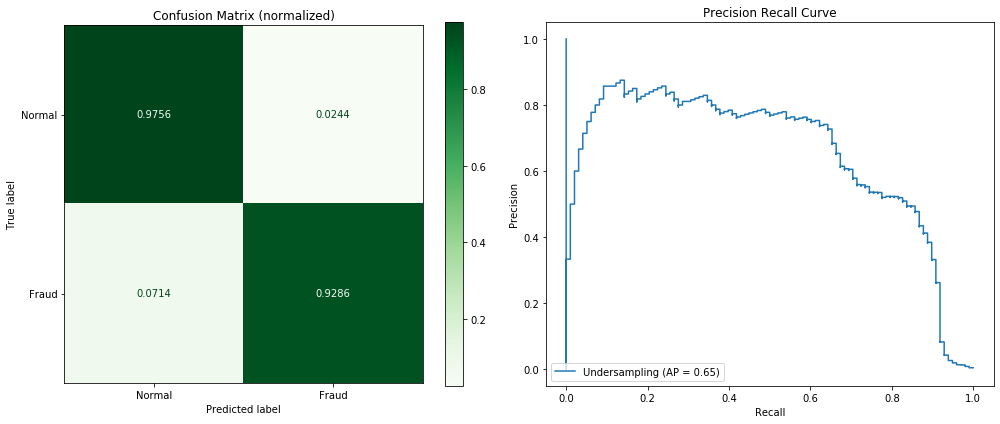 Confusion Matrix (normalized)
True label
Normal
Fraud
0.9756
0.0244
0.0714
0.9286
Normal
Fraud
Predicted label
0.8
0.6
0.4
0.2
Precision Recall Curve
Precision
1.0
0.8
0.6
0.4
0.2
0.0
Undersampling (AP = 0.65)
0.0
0.2
0.4
0.6
0.8
1.0
Recall